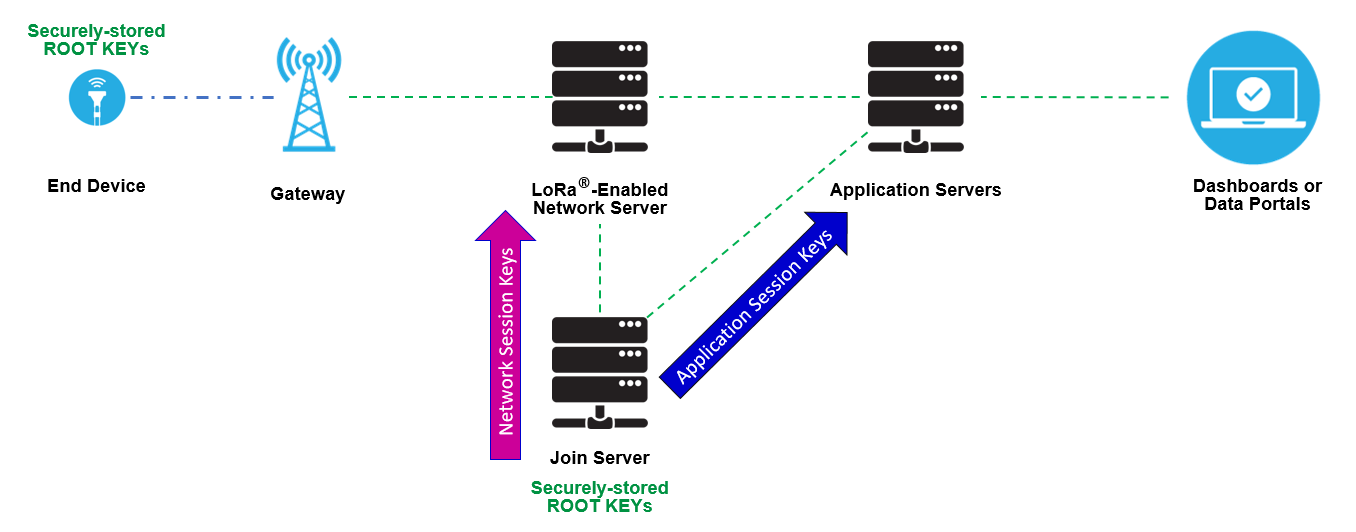 Securely-stored
ROOT KEYs
End Device
Gateway
LoRa®-Enabled
Network Server
Application Servers
Dashboards or
Data Portals
Network Session Keys
Application Session Keys
Join Server
Securely-stored
ROOT KEYs